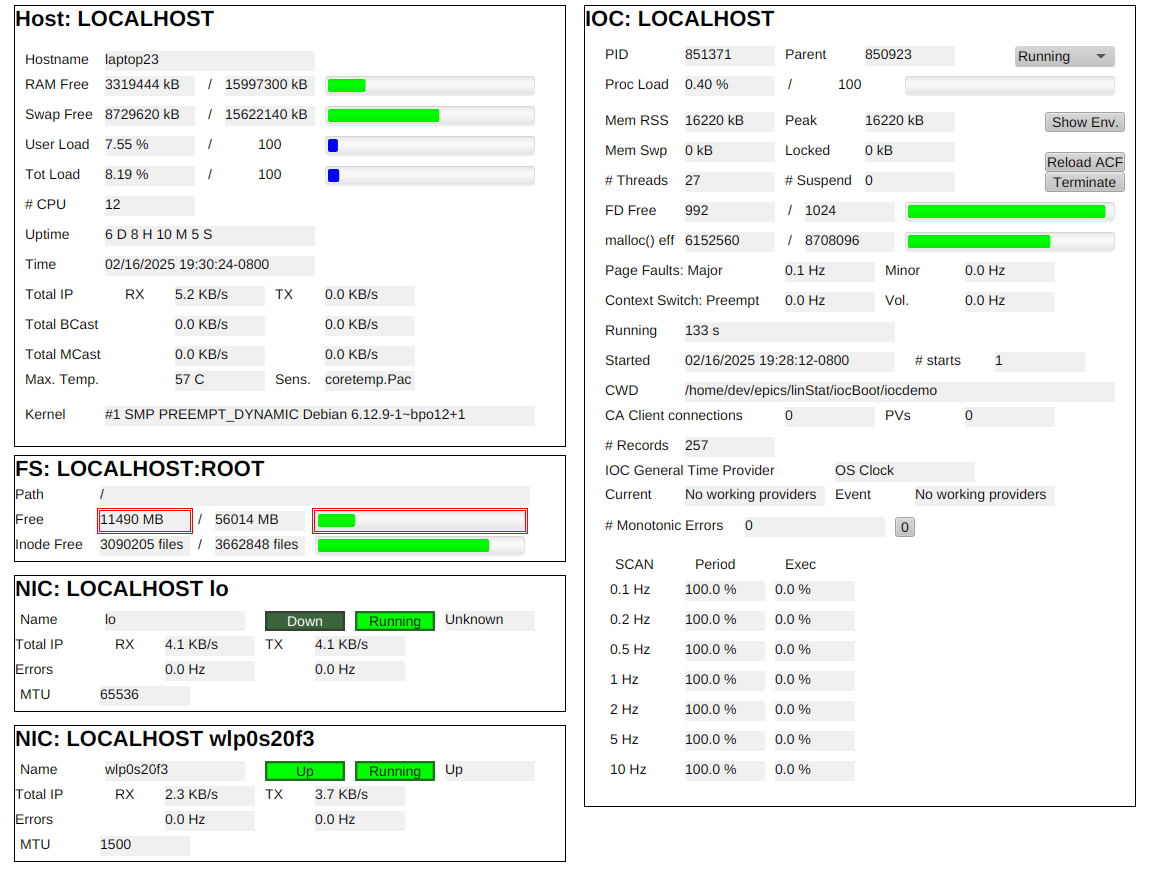 Host: LOCALHOST
Hostname laptop23
RAM Free 3319444 kB / 15997300 kB
Swap Free 8729620 kB / 15622140 kB
User Load 7.55 % / 100
Tot Load 8.19 % / 100
# CPU 12
Uptime 6 D 8 H 10 M 5 S
Time 02/16/2025 19:30:24-0800
Total IP RX 5.2 KB/s TX 0.0 KB/s
Total BCast 0.0 KB/s 0.0 KB/s
Total MCast 0.0 KB/s 0.0 KB/s
Max. Temp. 57 C Sens. coretemp.Pac
Kernel #1 SMP PREEMPT_DYNAMIC Debian 6.12.9-1~bpo12+1
FS: LOCALHOST:ROOT
Path /
Free 11490 MB / 56014 MB
Inode Free 3090205 files / 3662848 files
NIC: LOCALHOST lo
Name lo Down Running Unknown
Total IP RX 4.1 KB/s TX 4.1 KB/s
Errors 0.0 Hz 0.0 Hz
MTU 65536
NIC: LOCALHOST wlp0s20f3
Name wlp0s20f3 Up Running Up
Total IP RX 2.3 KB/s TX 3.7 KB/s
Errors 0.0 Hz 0.0 Hz
MTU 1500
IOC: LOCALHOST
PID 851371 Parent 850923 Running
Proc Load 0.40 % / 100
Mem RSS 16220 kB Peak 16220 kB Show Env.
Mem Swp 0 kB Locked 0 kB
Reload ACF
# Threads 27 # Suspend 0 Terminate
FD Free 992 / 1024
malloc() eff 6152560 / 8708096
Page Faults: Major 0.1 Hz Minor 0.0 Hz
Context Switch: Preempt 0.0 Hz Vol. 0.0 Hz
Running 133 s
Started 02/16/2025 19:28:12-0800 # starts 1
CWD /home/dev/epics/linStat/iocBoot/iocdemo
CA Client connections 0 PVs 0
# Records 257
IOC General Time Provider OS Clock
Current No working providers Event No working providers
# Monotonic Errors 0 0
SCAN Period Exec
0.1 Hz 100.0 % 0.0 %
0.2 Hz 100.0 % 0.0 %
0.5 Hz 100.0 % 0.0 %
1 Hz 100.0 % 0.0 %
2 Hz 100.0 % 0.0 %
5 Hz 100.0 % 0.0 %
10 Hz 100.0 % 0.0 %